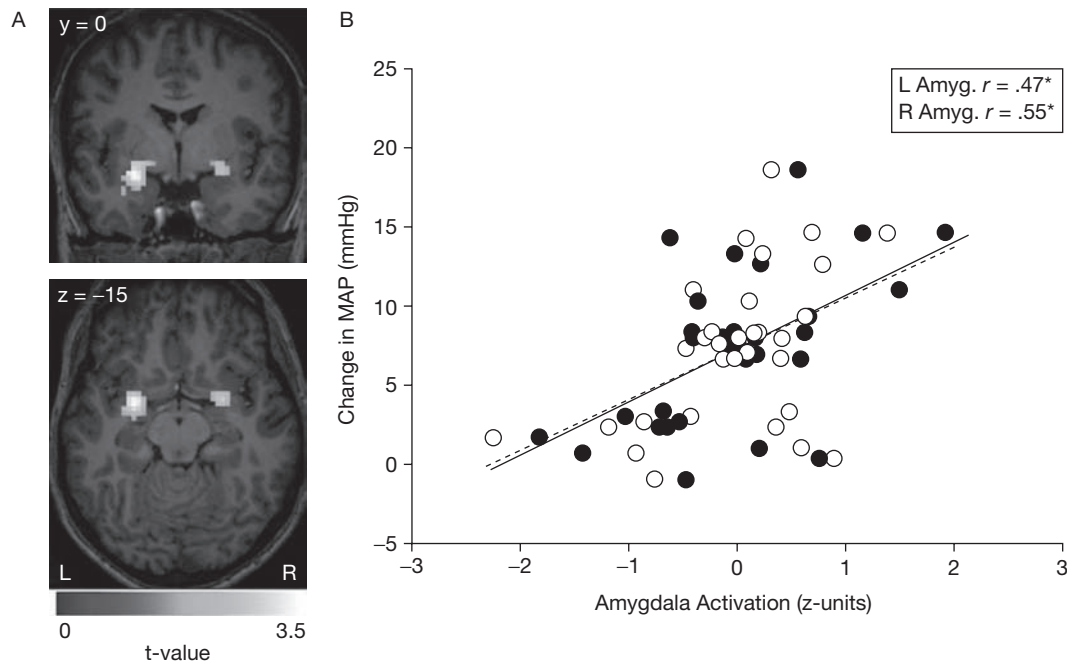 A
y = 0
z = −15
L
R
0
3.5
t-value
B
L Amyg. r = .47*
R Amyg. r = .55*
Change in MAP (mmHg)
25
20
15
10
5
0
−5
−3
−2
−1
0
1
2
3
Amygdala Activation (z-units)